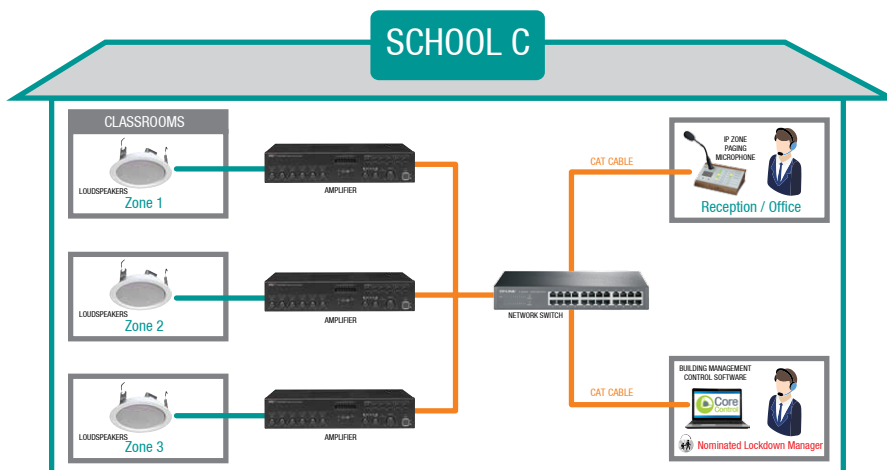 SCHOOL C
CLASSROOMS
LOUDSPEAKERS
Zone 1
AMPLIFIER
LOUDSPEAKERS
Zone 2
AMPLIFIER
LOUDSPEAKERS
Zone 3
AMPLIFIER
NETWORK SWITCH
CAT CABLE
IP ZONE
PAGING
MICROPHONE
Reception / Office
CAT CABLE
BUILDING MANAGEMENT
CONTROL SOFTWARE
Core
Control
Nominated Lockdown Manager